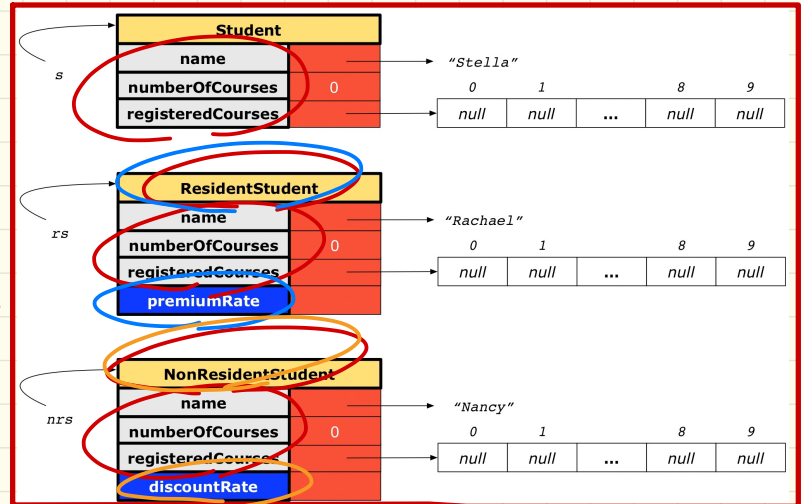 Student
name
"Stella"
s
numberOfCourses 0
0 1 8 9
registeredCourses
null null ... null null
ResidentStudent
name
"Rachael"
rs
numberOfCourses 0
0 1 8 9
registeredCourses
null null ... null null
premiumRate
NonResidentStudent
name
"Nancy"
nrs
numberOfCourses 0
0 1 8 9
registeredCourses
null null ... null null
discountRate